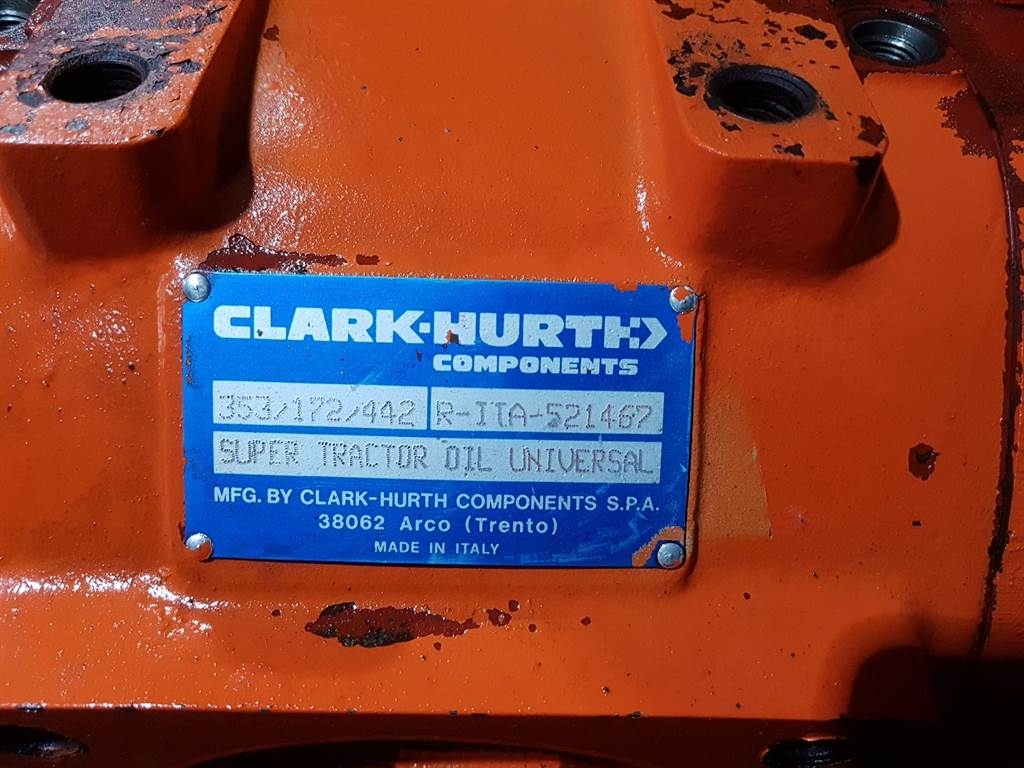 CLARK-HURTH
COMPONENTS
353/172/442 R-ITA-521467
SUPER TRACTOR OIL UNIVERSAL
MFG. BY CLARK-HURTH COMPONENTS S.P.A.
38062 Arco (Trento)
MADE IN ITALY